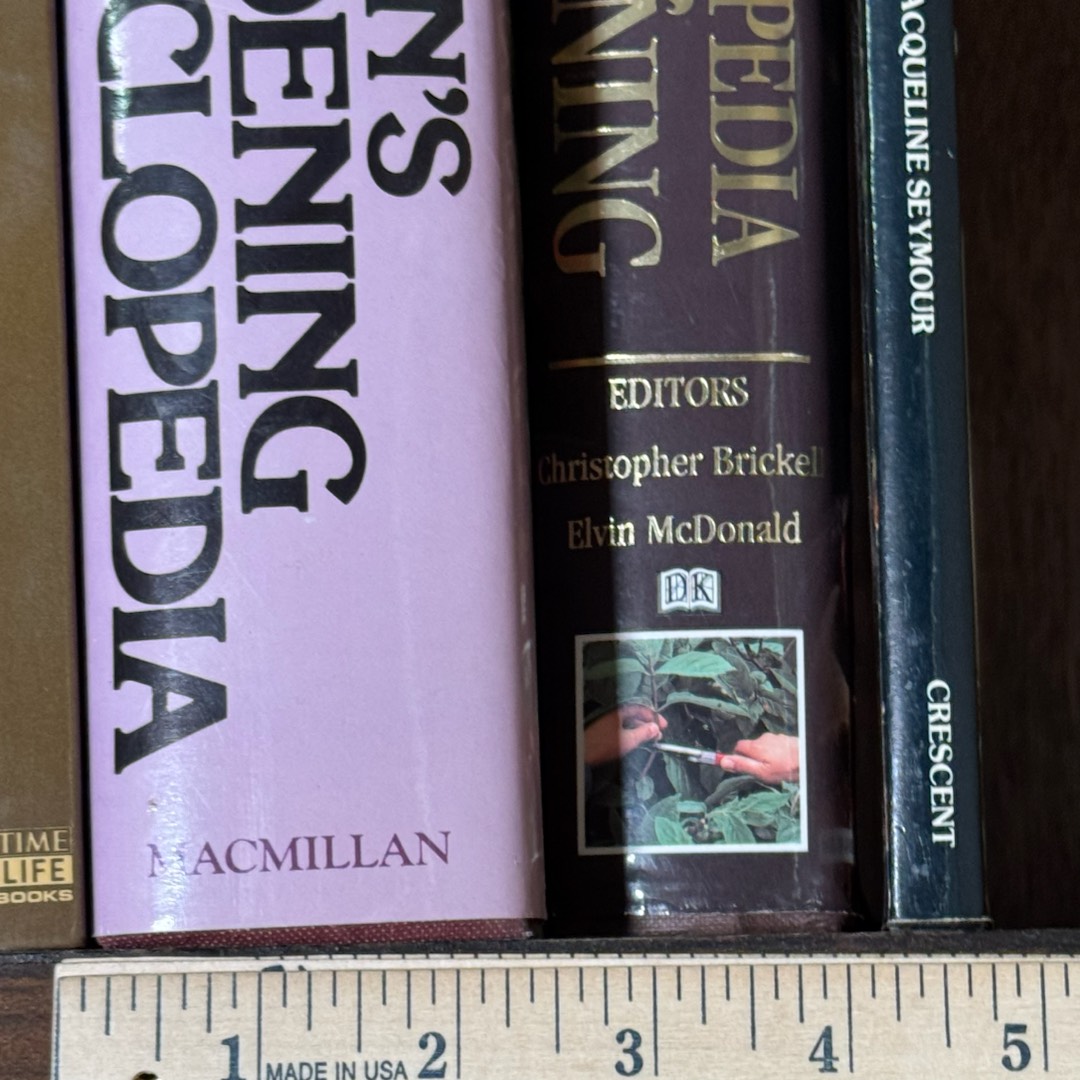 TIME
LIFE
BOOKS
N'S
DENING
CLOPEDIA
MACMILLAN
PEDIA
NING
EDITORS
Christopher Brickell
Elvin McDonald
DK
JACQUELINE SEYMOUR
CRESCENT
1 2 3 4 5
MADE IN USA